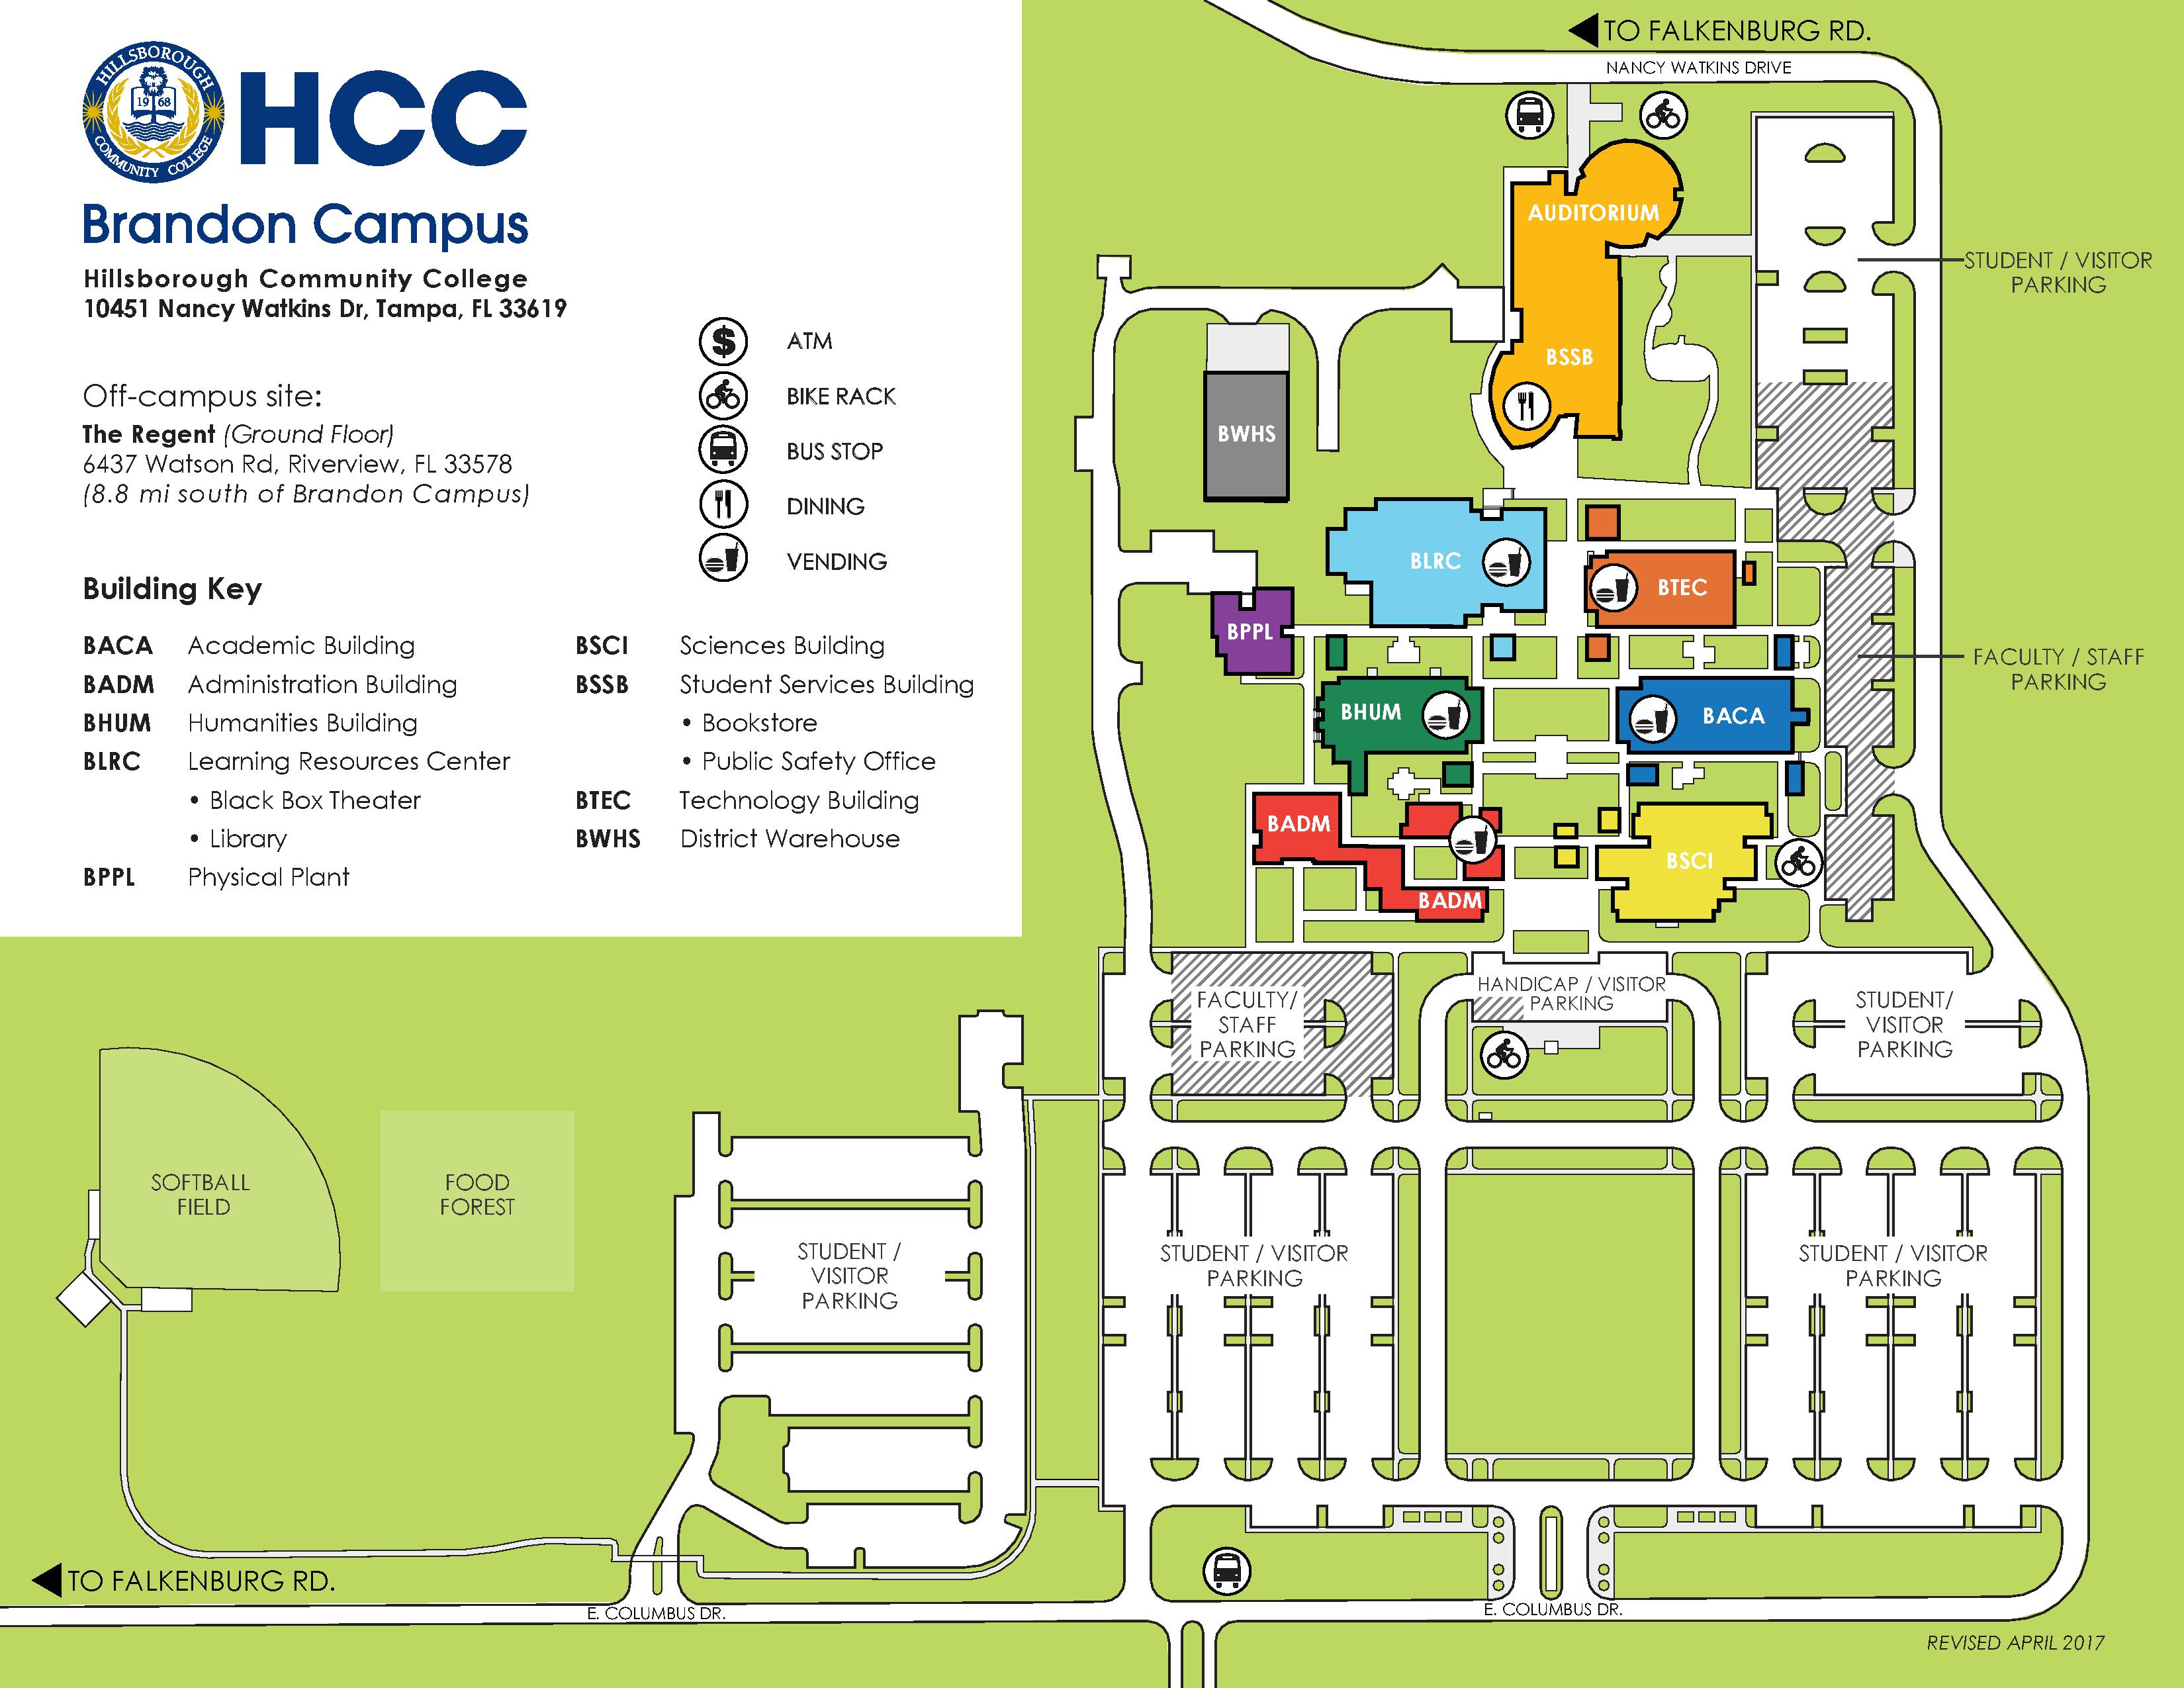 HILLSBOROUGH
19 68
COMMUNITY COLLEGE
HCC
Brandon Campus
Hillsborough Community College
10451 Nancy Watkins Dr, Tampa, FL 33619
Off-campus site:
The Regent (Ground Floor)
6437 Watson Rd, Riverview, FL 33578
(8.8 mi south of Brandon Campus)
$ ATM
BIKE RACK
BUS STOP
DINING
VENDING
Building Key
BACA Academic Building
BADM Administration Building
BHUM Humanities Building
BLRC Learning Resources Center
• Black Box Theater
• Library
BPPL Physical Plant
BSCI Sciences Building
BSSB Student Services Building
• Bookstore
• Public Safety Office
BTEC Technology Building
BWHS District Warehouse
TO FALKENBURG RD.
NANCY WATKINS DRIVE
AUDITORIUM
STUDENT / VISITOR
PARKING
BSSB
BWHS
BLRC
BTEC
BPPL
FACULTY / STAFF
PARKING
BHUM
BACA
BADM
BSCI
BADM
FACULTY/
STAFF
PARKING
HANDICAP / VISITOR
PARKING
STUDENT/
VISITOR
PARKING
SOFTBALL
FIELD
FOOD
FOREST
STUDENT /
VISITOR
PARKING
STUDENT / VISITOR
PARKING
STUDENT / VISITOR
PARKING
TO FALKENBURG RD.
E. COLUMBUS DR.
E. COLUMBUS DR.
REVISED APRIL 2017